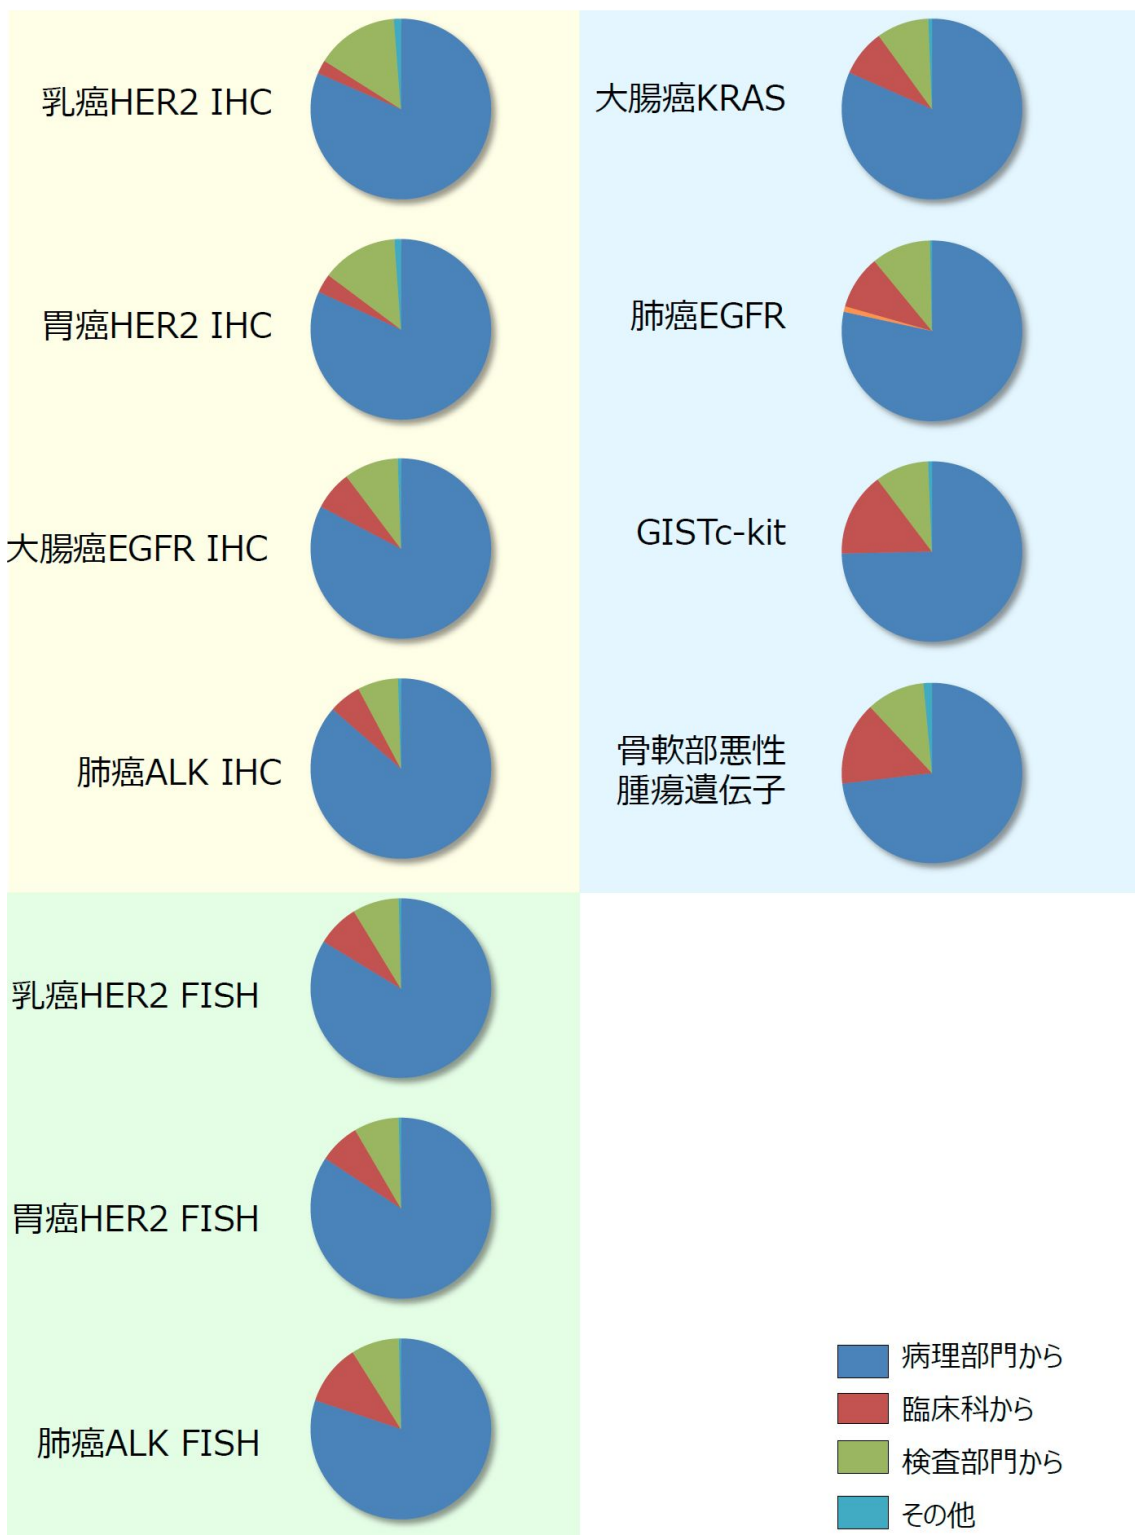 乳癌HER2 IHC
胃癌HER2 IHC
大腸癌EGFR IHC
肺癌ALK IHC
乳癌HER2 FISH
胃癌HER2 FISH
肺癌ALK FISH
大腸癌KRAS
肺癌EGFR
GISTc-kit
骨軟部悪性
腫瘍遺伝子
病理部門から
臨床科から
検査部門から
その他